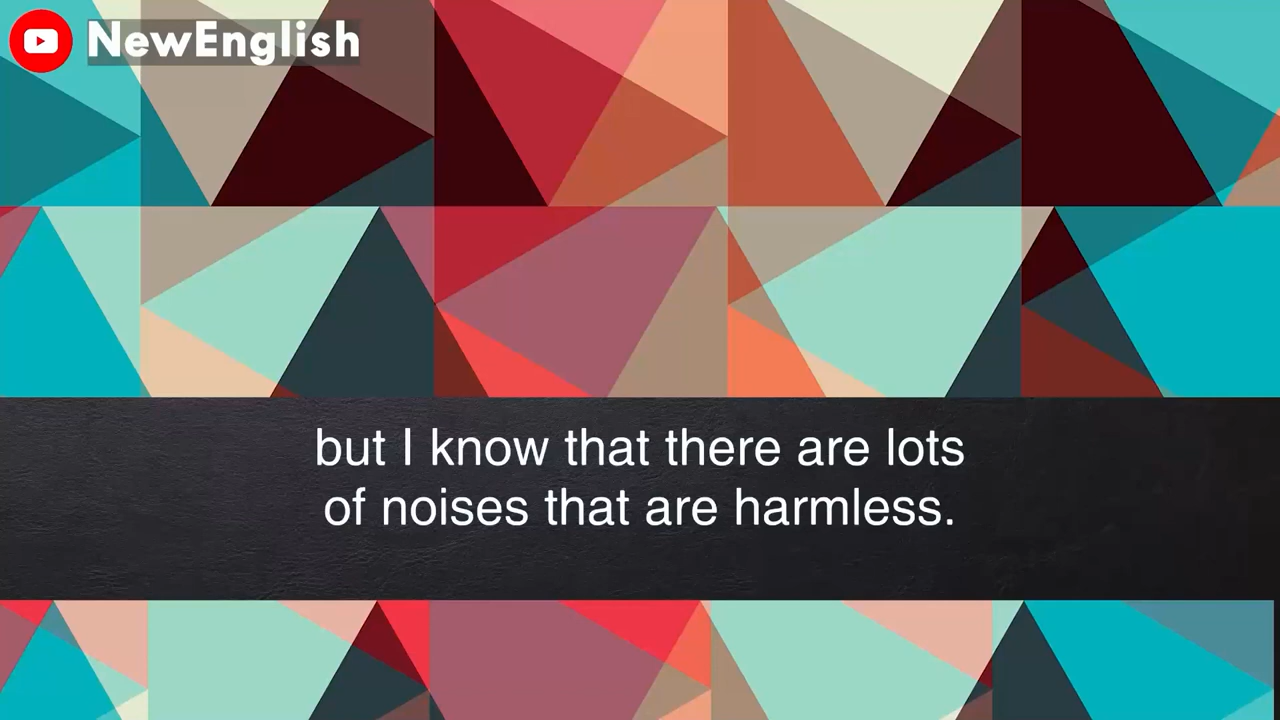 NewEnglish
but I know that there are lots
of noises that are harmless.